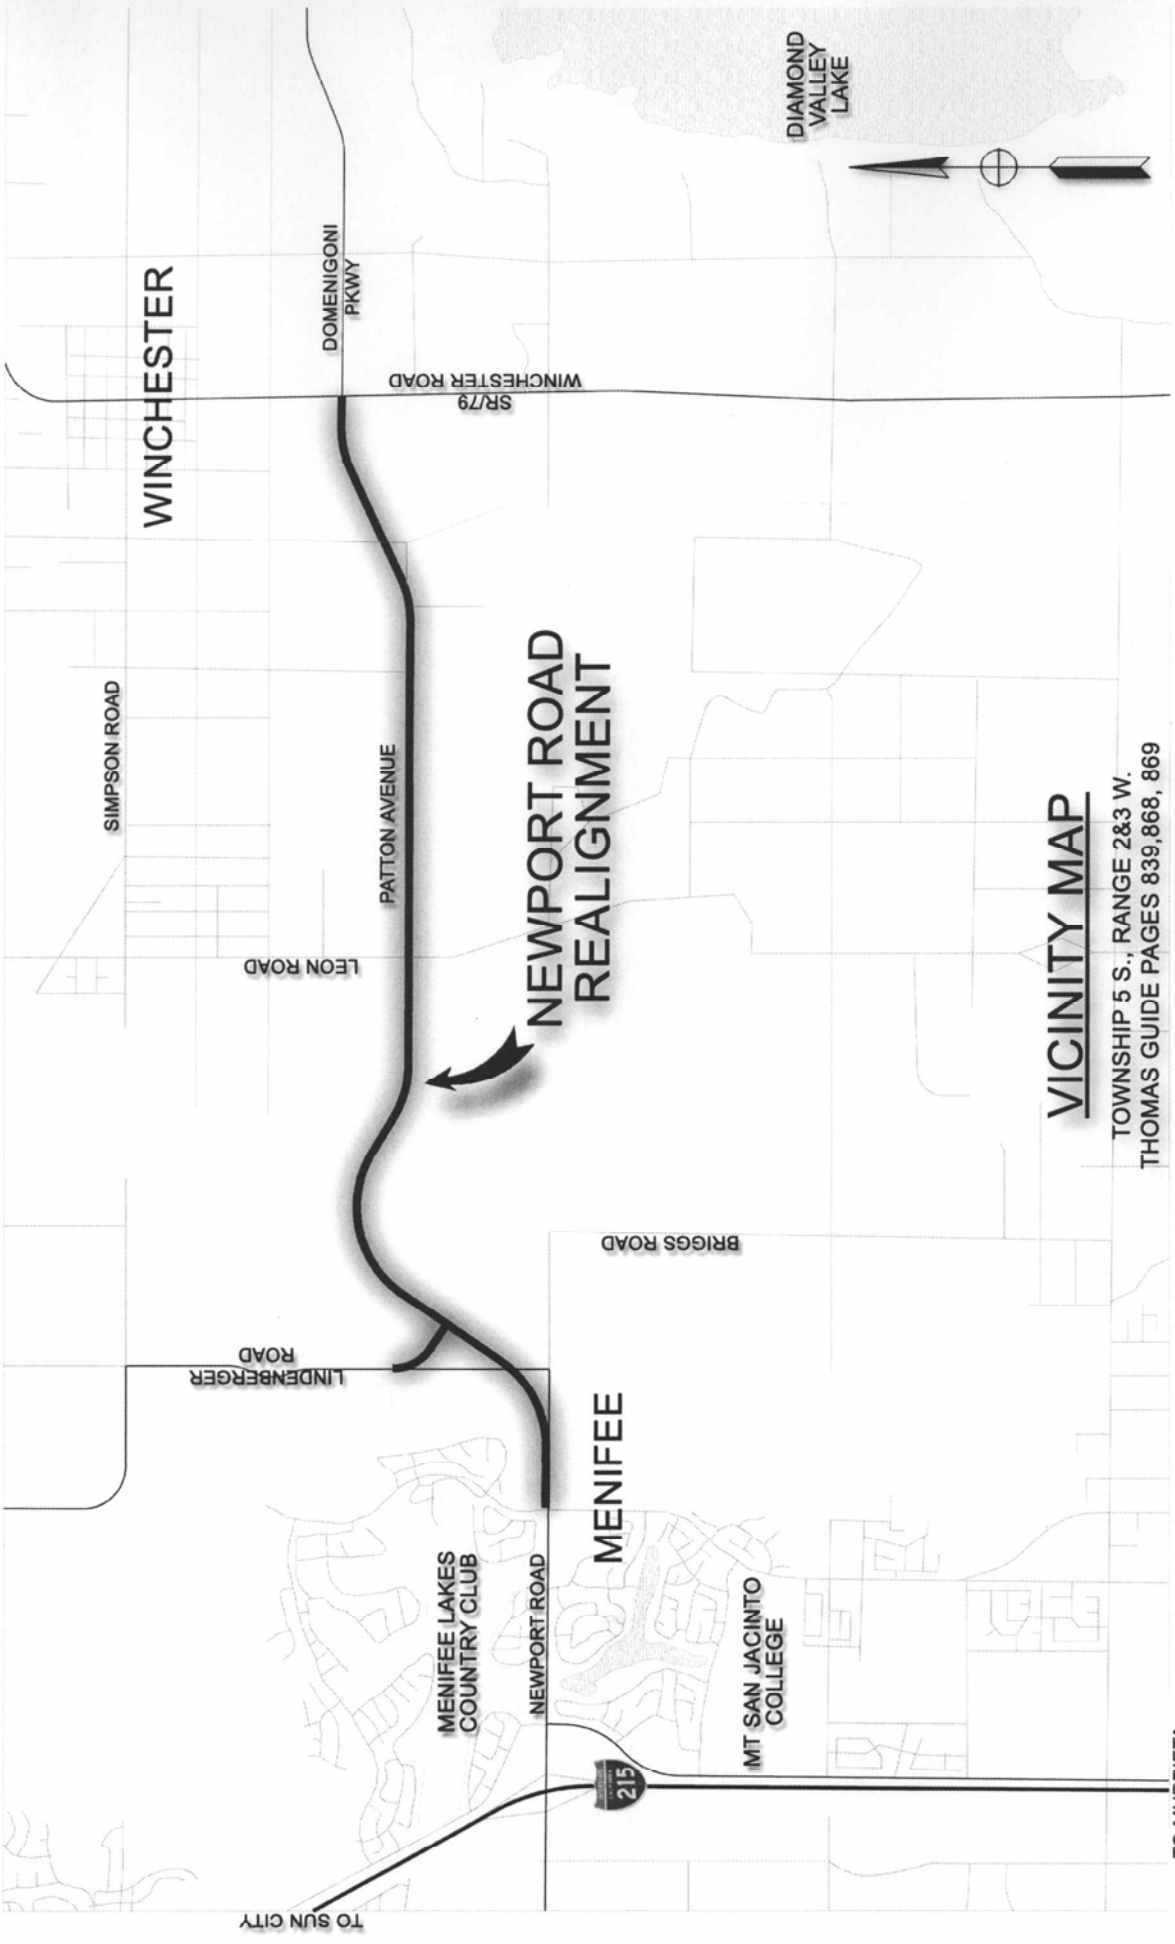 DIAMOND
VALLEY
LAKE
WINCHESTER
DOMENIGONI
PKWY
WINCHESTER ROAD
SR/79
SIMPSON ROAD
PATTON AVENUE
LEON ROAD
NEWPORT ROAD
REALIGNMENT
BRIGGS ROAD
LINDENBERGER
ROAD
MENIFEE
MENIFEE LAKES
COUNTRY CLUB
NEWPORT ROAD
MT SAN JACINTO
COLLEGE
215
TO SUN CITY
VICINITY MAP
TOWNSHIP 5 S., RANGE 2&3 W.
THOMAS GUIDE PAGES 839,868, 869